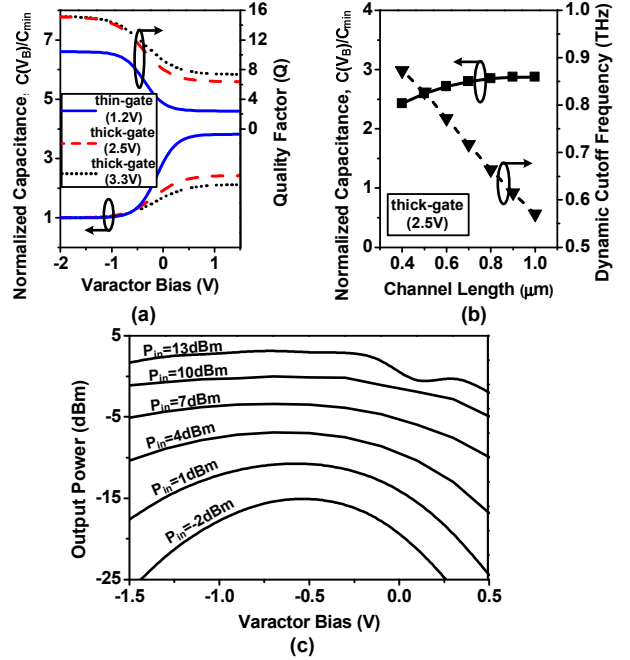 Normalized Capacitance, C(V_B)/C_min
7
5
3
1
16
12
8
4
0
Quality Factor (Q)
thin-gate
(1.2V)
thick-gate
(2.5V)
thick-gate
(3.3V)
-2
-1
0
1
Varactor Bias (V)
(a)
Normalized Capacitance, C(V_B)/C_min
4
3
2
1
0
1.0
0.9
0.8
0.7
0.6
0.5
Dynamic Cutoff Frequency (THz)
thick-gate
(2.5V)
0.4
0.6
0.8
1.0
Channel Length (μm)
(b)
Output Power (dBm)
5
-5
-15
-25
P_in=13dBm
P_in=10dBm
P_in=7dBm
P_in=4dBm
P_in=1dBm
P_in=-2dBm
-1.5
-1.0
-0.5
0.0
0.5
Varactor Bias (V)
(c)